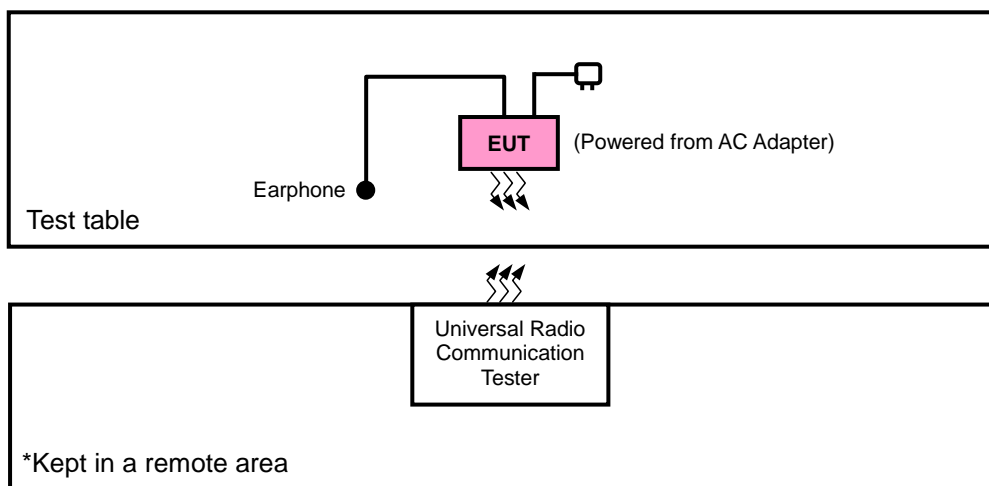 EUT
(Powered from AC Adapter)
Earphone
Test table
Universal Radio
Communication
Tester
*Kept in a remote area